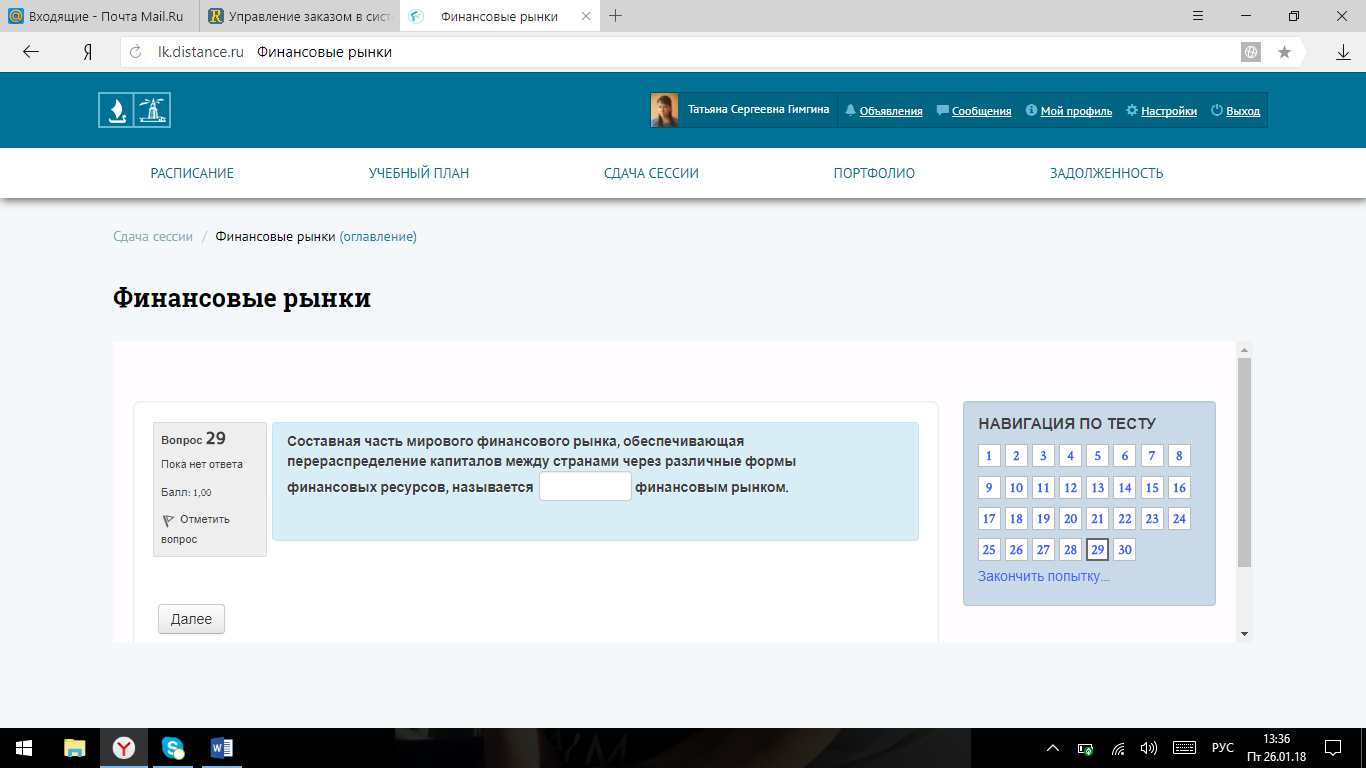 Входящие - Почта Mail.Ru
Управление заказом в сист
Финансовые рынки
lk.distance.ru Финансовые рынки
Татьяна Сергеевна Гимгина
Объявления
Сообщения
Мой профиль
Настройки
Выход
РАСПИСАНИЕ
УЧЕБНЫЙ ПЛАН
СДАЧА СЕССИИ
ПОРТФОЛИО
ЗАДОЛЖЕННОСТЬ
Сдача сессии / Финансовые рынки (оглавление)
Финансовые рынки
Вопрос 29
Пока нет ответа
Балл: 1,00
Отметить
вопрос
Составная часть мирового финансового рынка, обеспечивающая
перераспределение капиталов между странами через различные формы
финансовых ресурсов, называется финансовым рынком.
Далее
НАВИГАЦИЯ ПО ТЕСТУ
1 2 3 4 5 6 7 8
9 10 11 12 13 14 15 16
17 18 19 20 21 22 23 24
25 26 27 28 29 30
Закончить попытку...
РУС
13:36
Пт 26.01.18